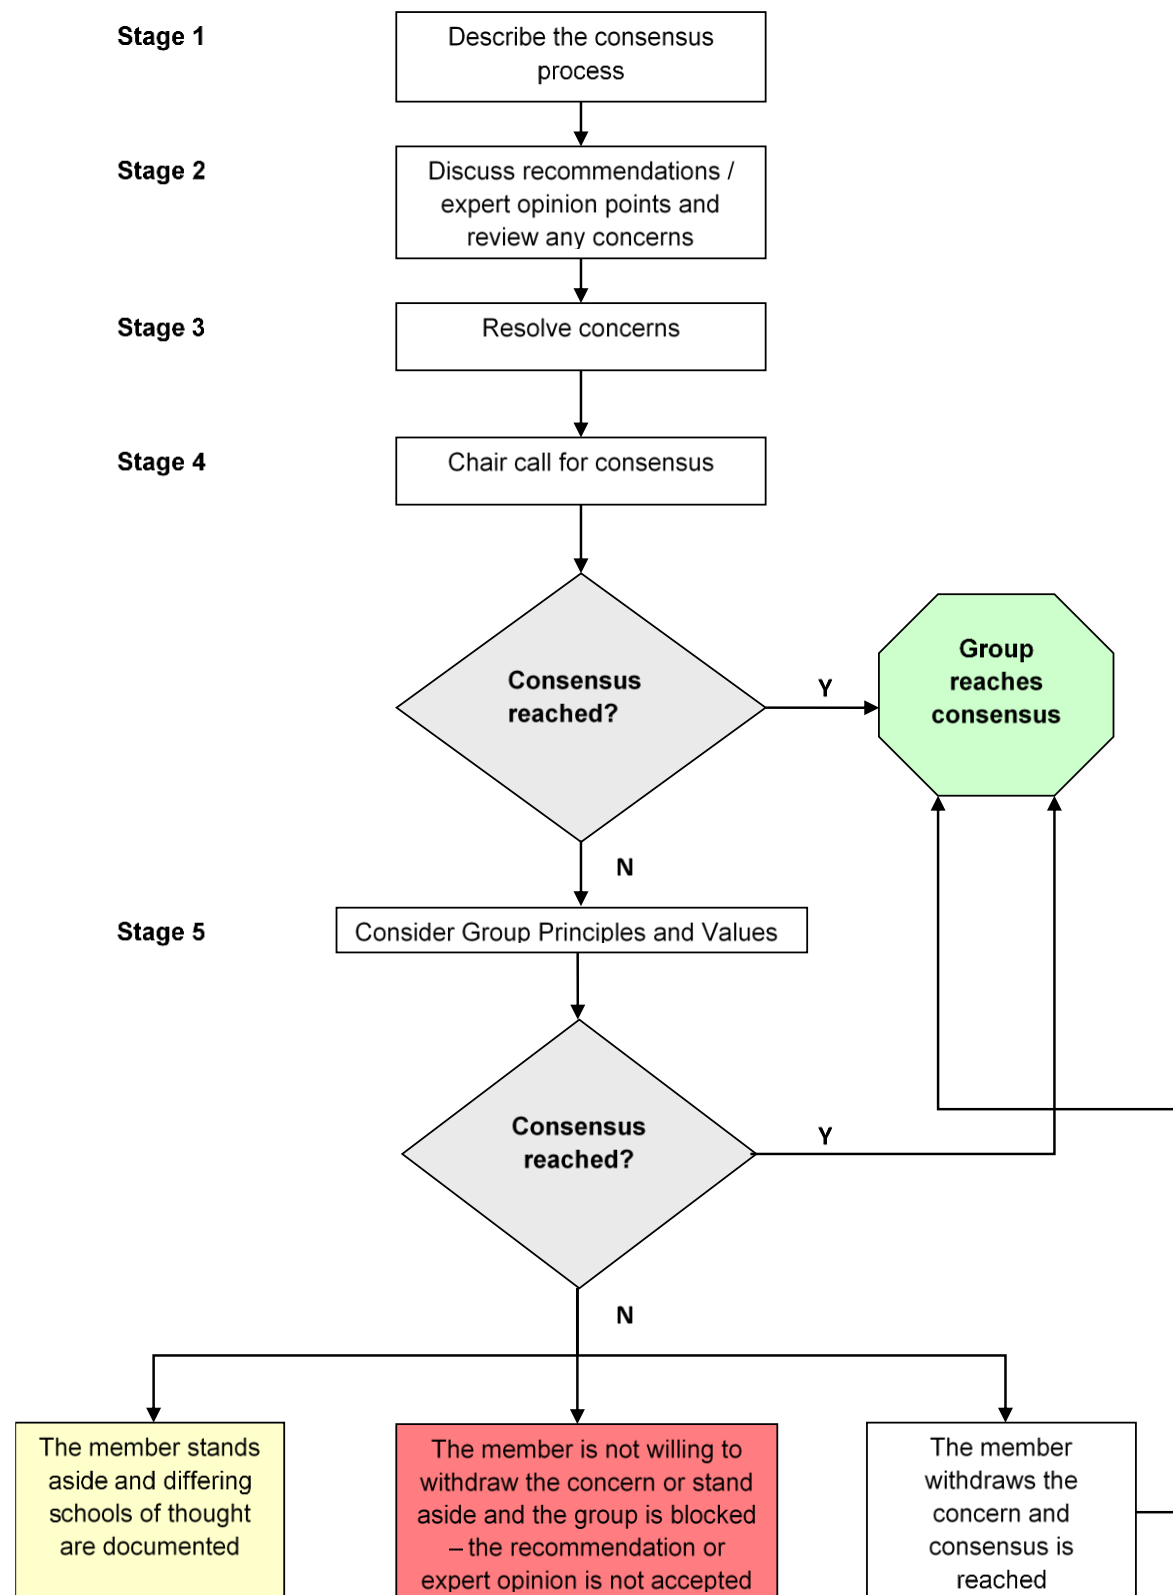 Stage 1
Describe the consensus
process
Stage 2
Discuss recommendations /
expert opinion points and
review any concerns
Stage 3
Resolve concerns
Stage 4
Chair call for consensus
Consensus
reached?
Y
Group
reaches
consensus
N
Stage 5
Consider Group Principles and Values
Consensus
reached?
Y
N
The member stands
aside and differing
schools of thought
are documented
The member is not willing to
withdraw the concern or stand
aside and the group is blocked
– the recommendation or
expert opinion is not accepted
The member
withdraws the
concern and
consensus is
reached